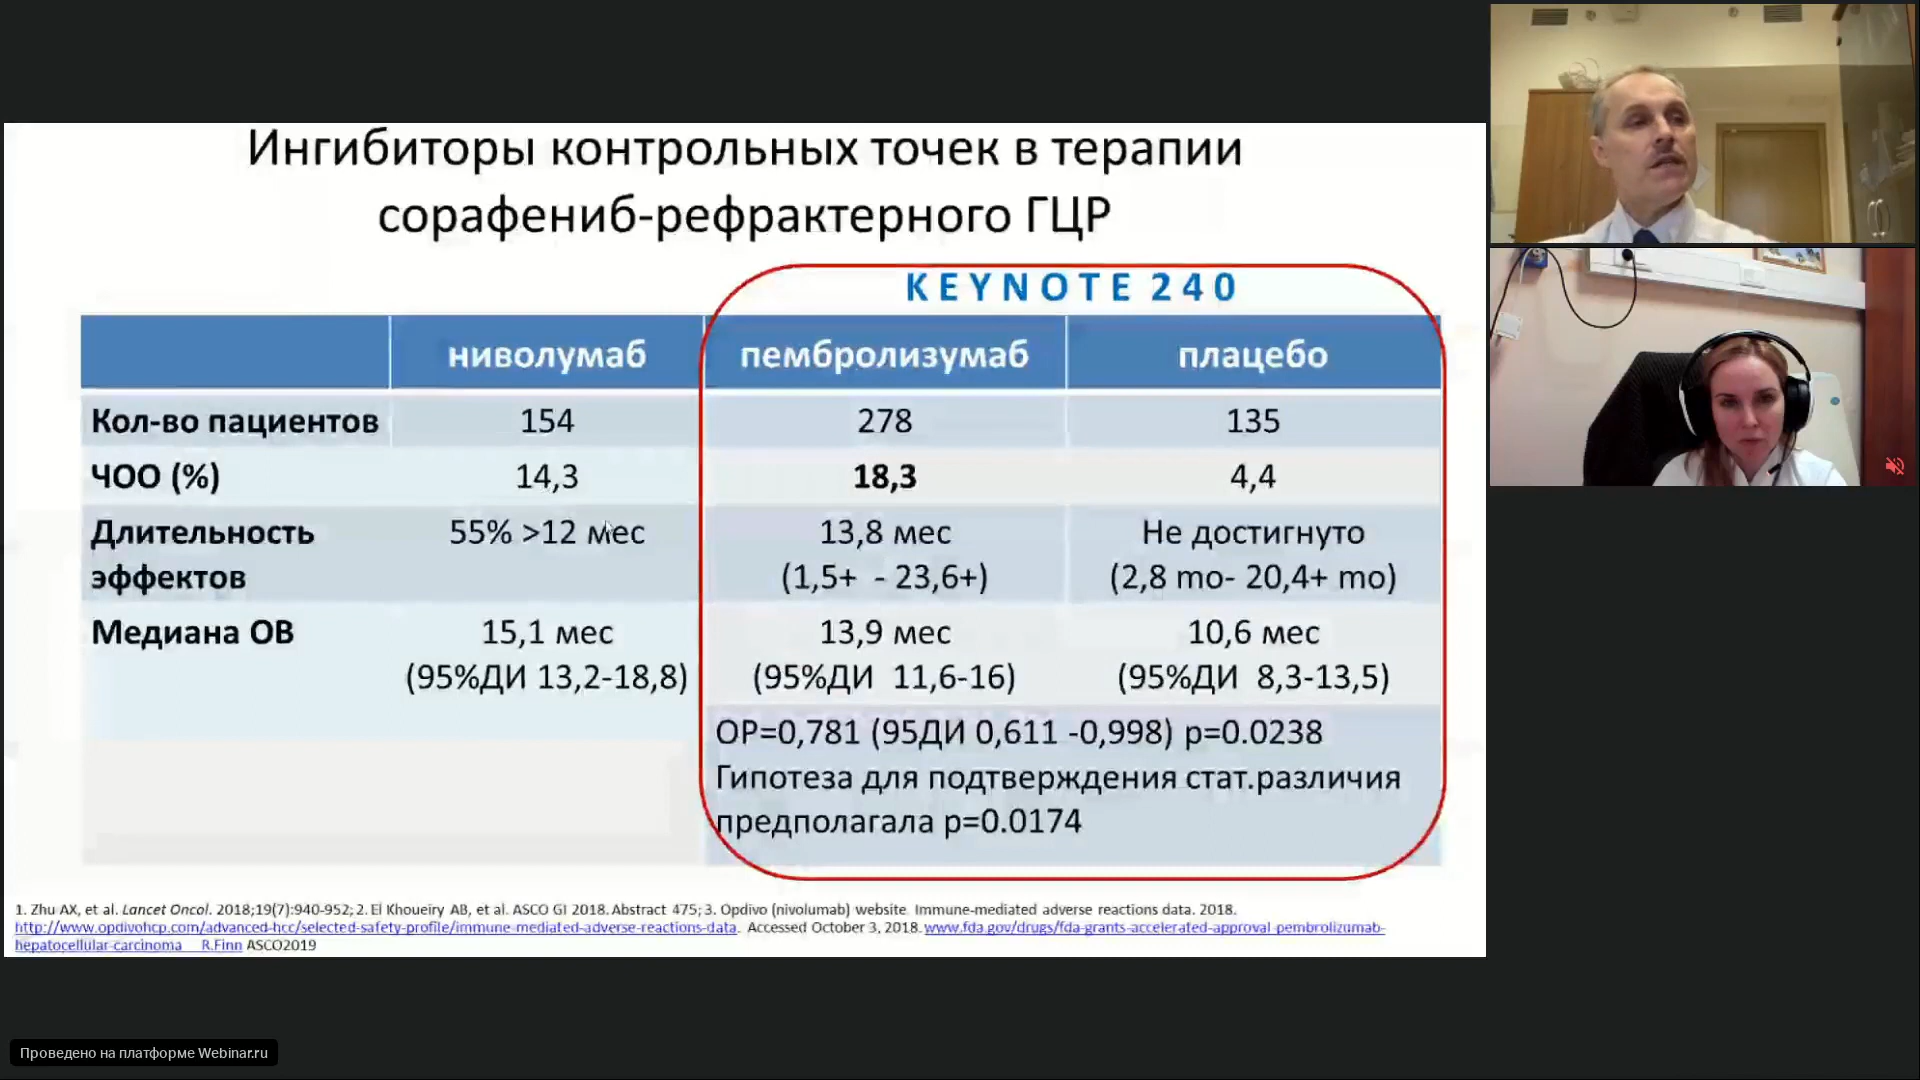 Ингибиторы контрольных точек в терапии
сорафениб-рефрактерного ГЦР
KEYNOTE 240
ниволумаб пембролизумаб плацебо
Кол-во пациентов 154 278 135
ЧОО (%) 14,3 18,3 4,4
Длительность эффектов 55% >12 мес 13,8 мес Не достигнуто
(1,5+ - 23,6+) (2,8 mo- 20,4+ mo)
Медиана ОВ 15,1 мес 13,9 мес 10,6 мес
(95%ДИ 13,2-18,8) (95%ДИ 11,6-16) (95%ДИ 8,3-13,5)
ОР=0,781 (95ДИ 0,611 -0,998) p=0.0238
Гипотеза для подтверждения стат.различия
предполагала p=0.0174
1. Zhu AX, et al. Lancet Oncol. 2018;19(7):940-952; 2. El Khoueiry AB, et al. ASCO GI 2018. Abstract 475; 3. Opdivo (nivolumab) website. Immune-mediated adverse reactions data. 2018.
http://www.opdivohcp.com/advanced-hcc/selected-safety-profile/immune-mediated-adverse-reactions-data. Accessed October 3, 2018. www.fda.gov/drugs/fda-grants-accelerated-approval-pembrolizumab-
hepatocellular-carcinoma R.Finn ASCO2019
Проведено на платформе Webinar.ru